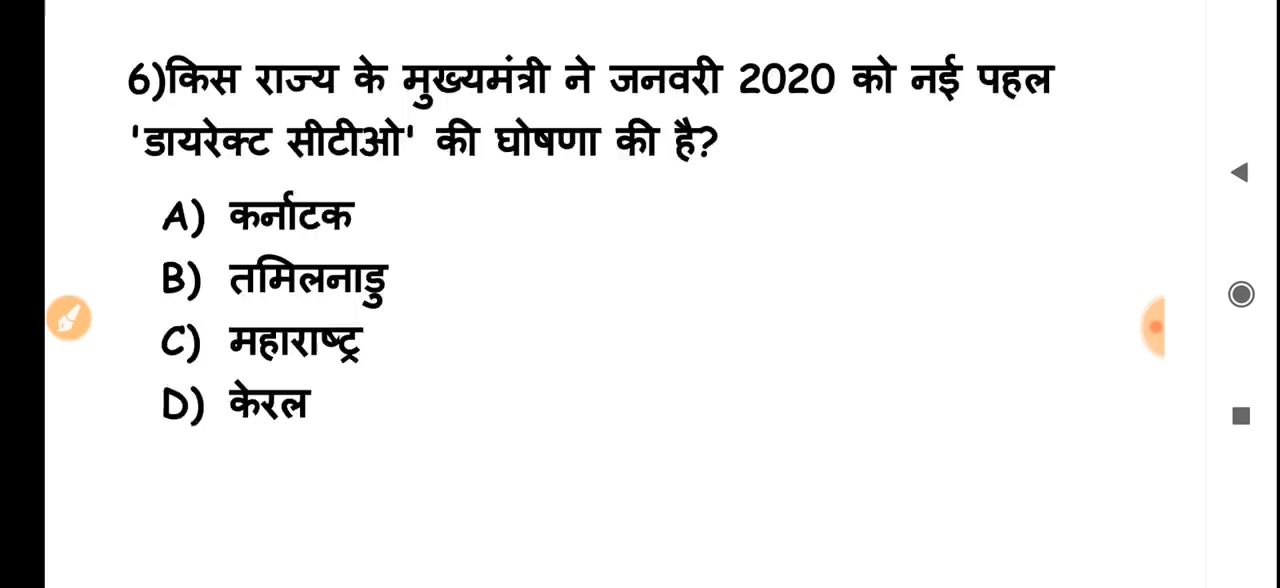 6)किस राज्य के मुख्यमंत्री ने जनवरी 2020 को नई पहल
'डायरेक्ट सीटीओ' की घोषणा की है?
A) कर्नाटक
B) तमिलनाडु
C) महाराष्ट्र
D) केरल